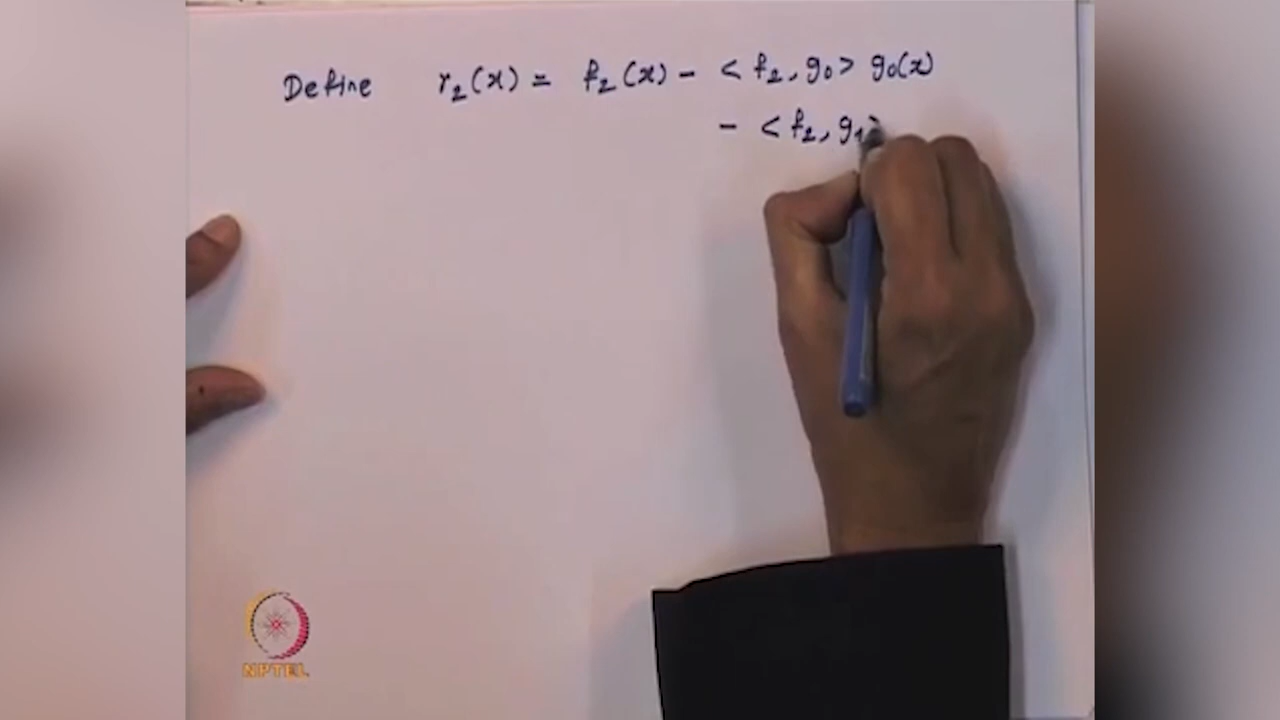 Define r₂(x) = f₂(x) - < f₂, g₀> g₀(x)
- < f₂, g₁>
NPTEL